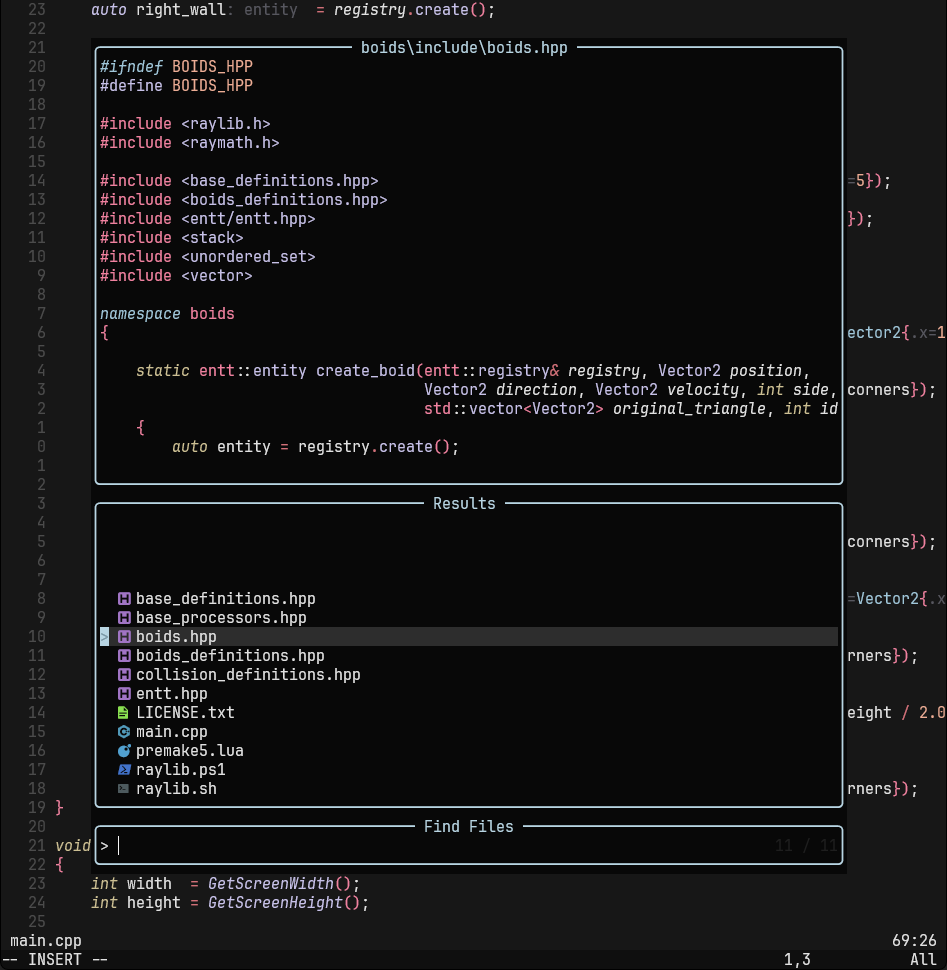 23 auto right_wall: entity = registry.create();
22
21 boids\include\boids.hpp
20 #ifndef BOIDS_HPP
19 #define BOIDS_HPP
18
17 #include <raylib.h>
16 #include <raymath.h>
15
14 #include <base_definitions.hpp> =5});
13 #include <boids_definitions.hpp>
12 #include <entt/entt.hpp> });
11 #include <stack>
10 #include <unordered_set>
9 #include <vector>
8
7 namespace boids
6 { ector2{.x=1
5
4 static entt::entity create_boid(entt::registry& registry, Vector2 position,
3 Vector2 direction, Vector2 velocity, int side, corners});
2 std::vector<Vector2> original_triangle, int id
1 {
0 auto entity = registry.create();
1
2
3 Results
4
5 corners});
6
7
8 base_definitions.hpp =Vector2{.x
9 base_processors.hpp
10 > boids.hpp
11 boids_definitions.hpp rners});
12 collision_definitions.hpp
13 entt.hpp
14 LICENSE.txt eight / 2.0
15 main.cpp
16 premake5.lua
17 raylib.ps1
18 raylib.sh rners});
19 }
20 Find Files
21 void > 11 / 11
22 {
23 int width = GetScreenWidth();
24 int height = GetScreenHeight();
25
main.cpp 69:26
-- INSERT -- 1,3 All